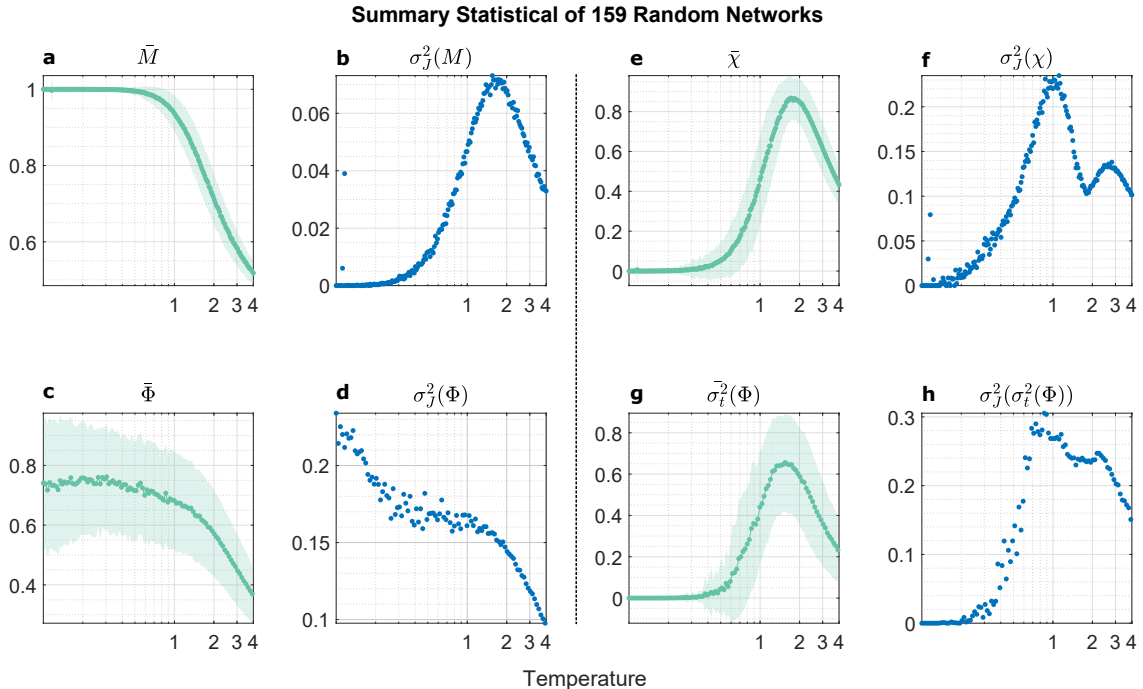 Summary Statistical of 159 Random Networks
a M̄ b σ²_J(M) e χ̄ f σ²_J(χ)
1
0.8
0.6
1 2 3 4
0.06
0.04
0.02
0
1 2 3 4
0.8
0.6
0.4
0.2
0
1 2 3 4
0.2
0.15
0.1
0.05
0
1 2 3 4
c Φ̄ d σ²_J(Φ) g σ̄²_t(Φ) h σ²_J(σ²_t(Φ))
0.8
0.6
0.4
1 2 3 4
0.2
0.15
0.1
1 2 3 4
0.8
0.6
0.4
0.2
0
1 2 3 4
0.3
0.2
0.1
0
1 2 3 4
Temperature